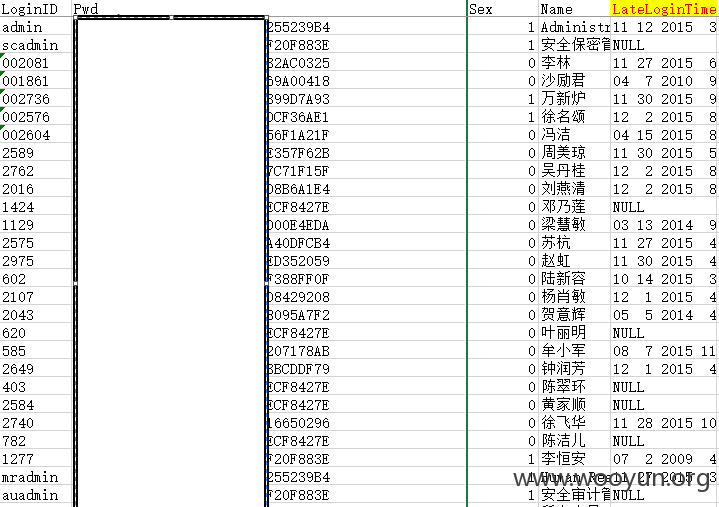 LoginID Pwd Sex Name LateLoginTime
admin 255239B4 1 Administr 11 12 2015 3
scadmin F20F883E 1 安全保密管 NULL
002081 82AC0325 0 李林 11 27 2015 6
001861 69A00418 0 沙励君 04 7 2010 9
002736 899D7A93 1 万新炉 11 30 2015 9
002576 0CF36AE1 1 徐名颂 12 2 2015 8
002604 56F1A21F 0 冯洁 04 15 2015 8
2589 E357F62B 0 周美琼 11 30 2015 5
2762 7C71F15F 0 吴丹桂 12 2 2015 8
2016 08B6A1E4 0 刘燕清 12 2 2015 8
1424 ECF8427E 0 邓乃莲 NULL
1129 000E4EDA 0 梁慧敏 03 13 2014 9
2575 A40DFCB4 0 苏杭 11 27 2015 4
2975 ED352059 0 赵虹 11 30 2015 4
602 F388FF0F 0 陆新容 10 14 2015 3
2107 08429208 0 杨肖敏 12 1 2015 4
2043 8095A7F2 0 贺意辉 05 5 2014 4
620 ECF8427E 0 叶丽明 NULL
585 207178AB 0 牟小军 08 7 2015 11
2649 8BCDDF79 0 钟润芳 12 1 2015 4
403 ECF8427E 0 陈翠环 NULL
2584 ECF8427E 0 黄家顺 NULL
2740 16650296 0 徐飞华 11 28 2015 10
782 ECF8427E 0 陈洁儿 NULL
1277 F20F883E 1 李恒安 07 2 2009 4
mradmin 255239B4 1 Human Res 11 27 2015 3
auadmin F20F883E 1 安全审计管 NULL
www.wooyun.org